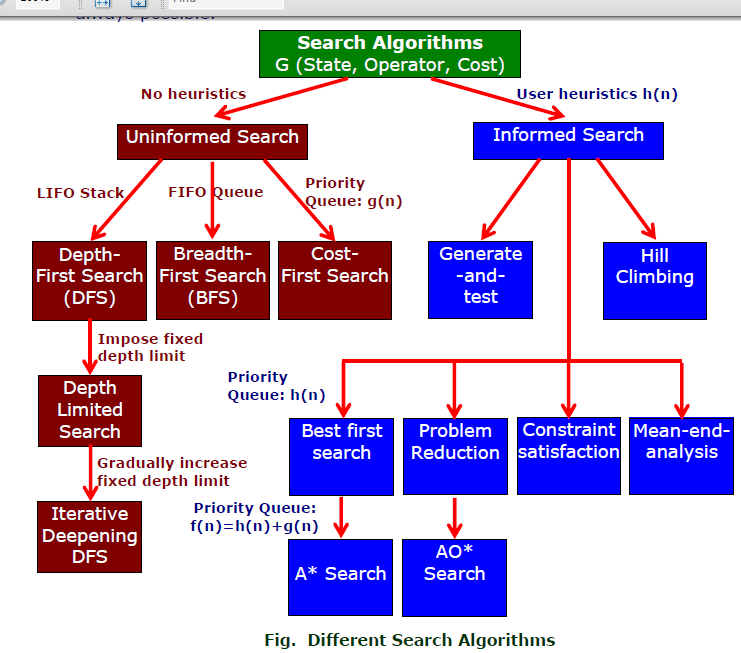 always possible.
Search Algorithms
G (State, Operator, Cost)
No heuristics
User heuristics h(n)
Uninformed Search
Informed Search
LIFO Stack
FIFO Queue
Priority
Queue: g(n)
Depth-
First Search
(DFS)
Breadth-
First Search
(BFS)
Cost-
First Search
Generate
-and-
test
Hill
Climbing
Impose fixed
depth limit
Depth
Limited
Search
Priority
Queue: h(n)
Best first
search
Problem
Reduction
Constraint
satisfaction
Mean-end-
analysis
Gradually increase
fixed depth limit
Iterative
Deepening
DFS
Priority Queue:
f(n)=h(n)+g(n)
A* Search
AO*
Search
Fig. Different Search Algorithms